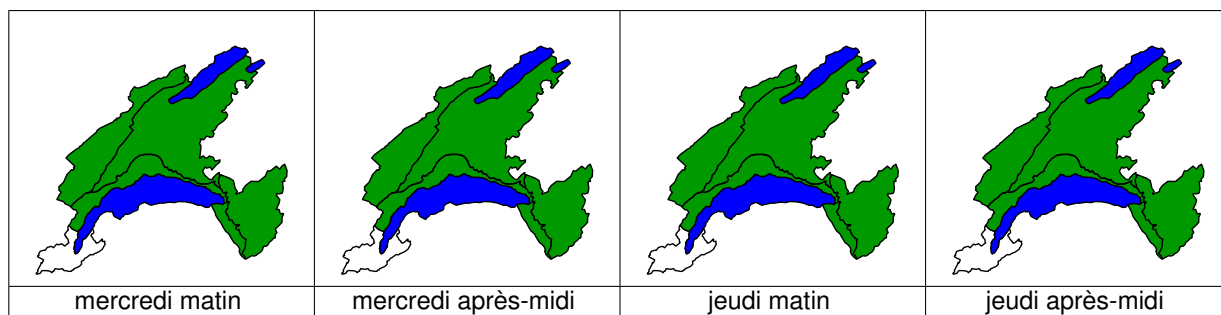 mercredi matin
mercredi après-midi
jeudi matin
jeudi après-midi